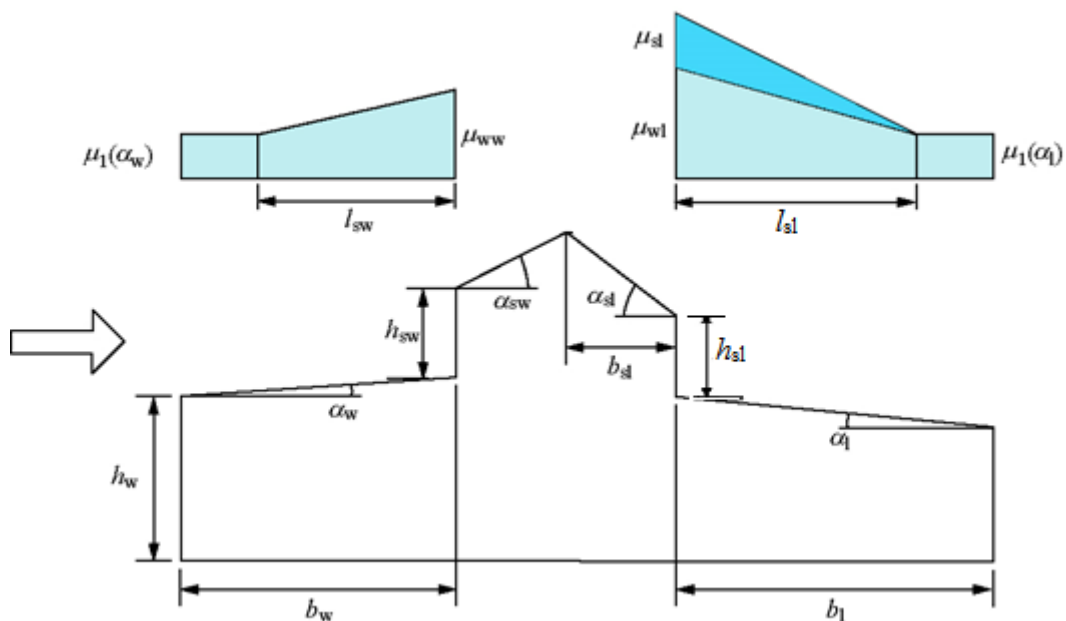 μsl
μ1(αw)
μww
μwl
μ1(αl)
lsw
lsl
αsw
αsl
hsw
bsl
hsl
αw
αl
hw
bw
bl